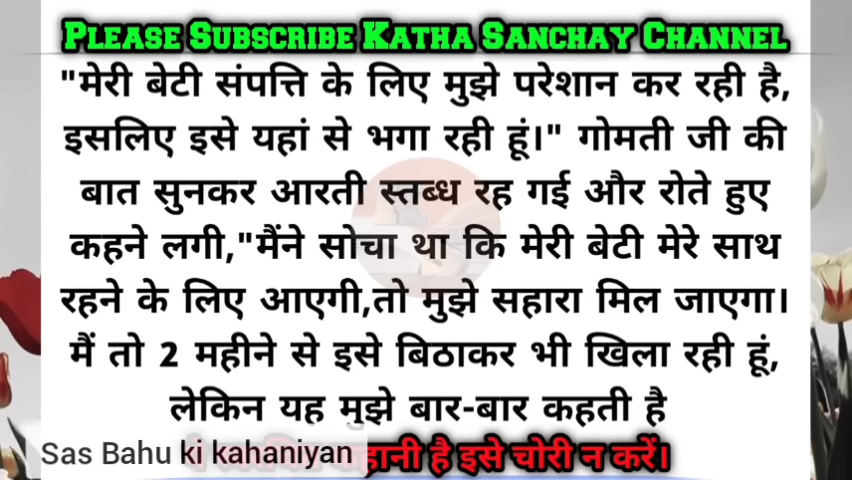 PLEASE SUBSCRIBE KATHA SANCHAY CHANNEL
"मेरी बेटी संपत्ति के लिए मुझे परेशान कर रही है,
इसलिए इसे यहां से भगा रही हूं।" गोमती जी की
बात सुनकर आरती स्तब्ध रह गई और रोते हुए
कहने लगी,"मैंने सोचा था कि मेरी बेटी मेरे साथ
रहने के लिए आएगी,तो मुझे सहारा मिल जाएगा।
मैं तो 2 महीने से इसे बिठाकर भी खिला रही हूं,
लेकिन यह मुझे बार-बार कहती है
Sas Bahu ki kahaniyan
है इसे चोरी न करें।